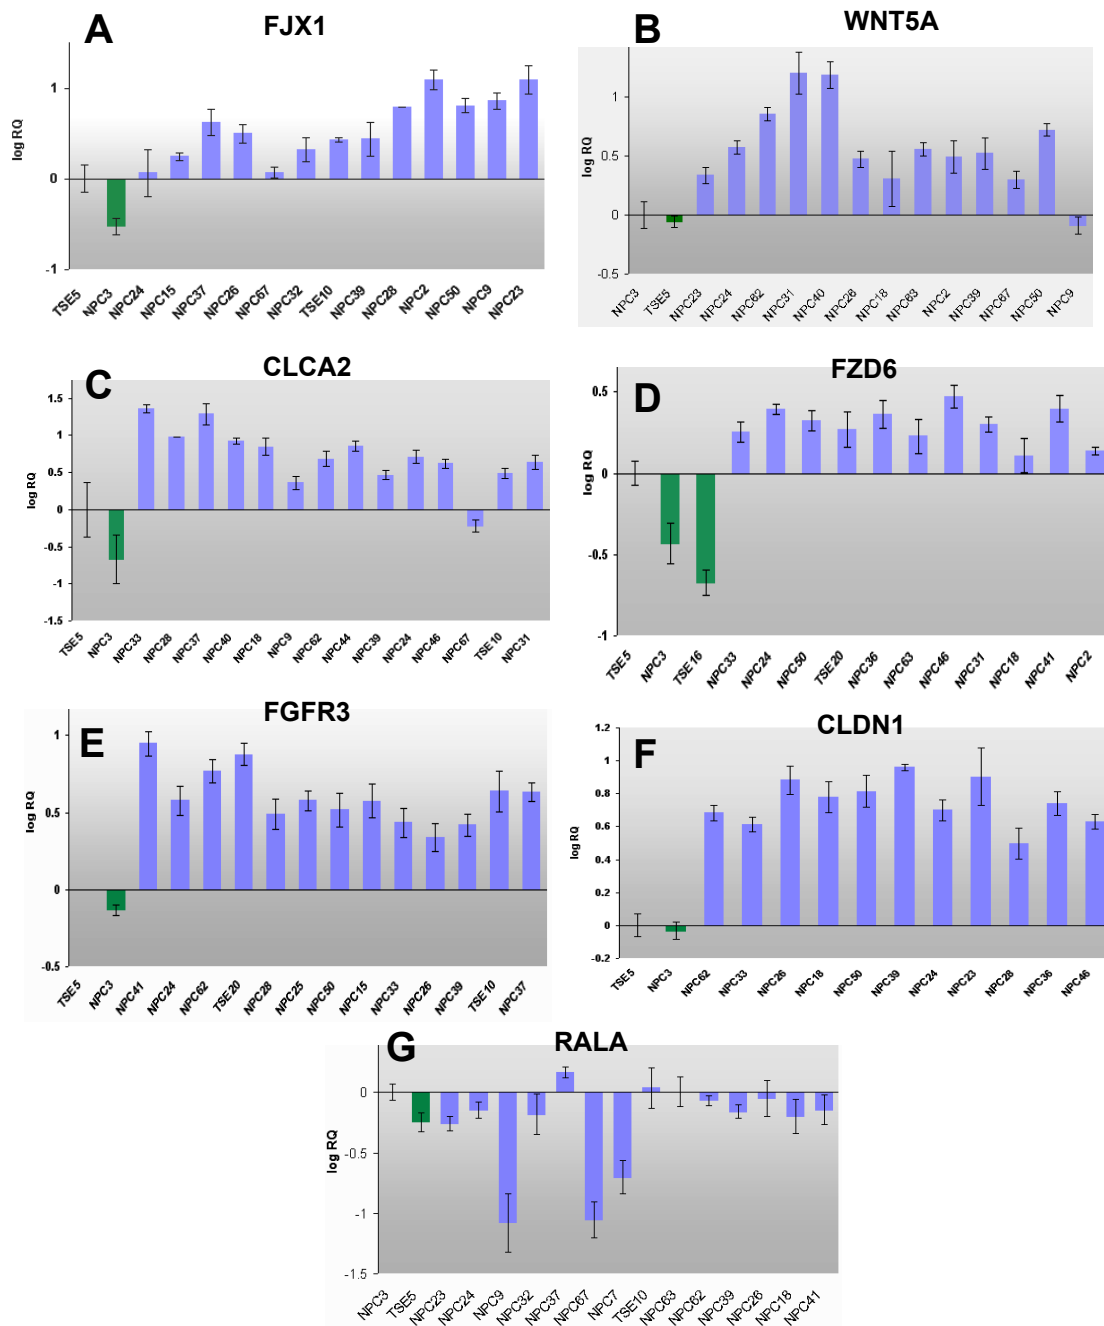 A
FJX1
log RQ
1
0
-1
TSE5 NPC3 NPC24 NPC15 NPC37 NPC26 NPC67 NPC32 TSE10 NPC39 NPC28 NPC2 NPC50 NPC9 NPC23
B
WNT5A
log RQ
1
0.5
0
-0.5
NPC3 TSE5 NPC23 NPC24 NPC62 NPC31 NPC40 NPC26 NPC18 NPC63 NPC2 NPC39 NPC67 NPC50 NPC9
C
CLCA2
log RQ
1.5
1
0.5
0
-0.5
-1
-1.5
TSE5 NPC3 NPC33 NPC28 NPC37 NPC40 NPC18 NPC9 NPC62 NPC44 NPC39 NPC24 NPC46 NPC67 TSE10 NPC31
D
FZD6
log RQ
0.5
0
-0.5
-1
TSE5 NPC3 TSE16 NPC33 NPC24 NPC50 TSE20 NPC36 NPC63 NPC46 NPC31 NPC18 NPC41 NPC2
E
FGFR3
log RQ
1
0.5
0
-0.5
TSE5 NPC3 NPC41 NPC24 NPC62 TSE20 NPC28 NPC25 NPC50 NPC15 NPC33 NPC26 NPC39 TSE10 NPC37
F
CLDN1
log RQ
1.2
1
0.8
0.6
0.4
0.2
0
-0.2
TSE5 NPC3 NPC62 NPC33 NPC26 NPC18 NPC50 NPC39 NPC24 NPC23 NPC28 NPC36 NPC46
G
RALA
log RQ
0
-0.5
-1
-1.5
NPC3 TSE5 NPC23 NPC24 NPC9 NPC32 NPC37 NPC67 NPC7 TSE10 NPC63 NPC62 NPC39 NPC26 NPC18 NPC41